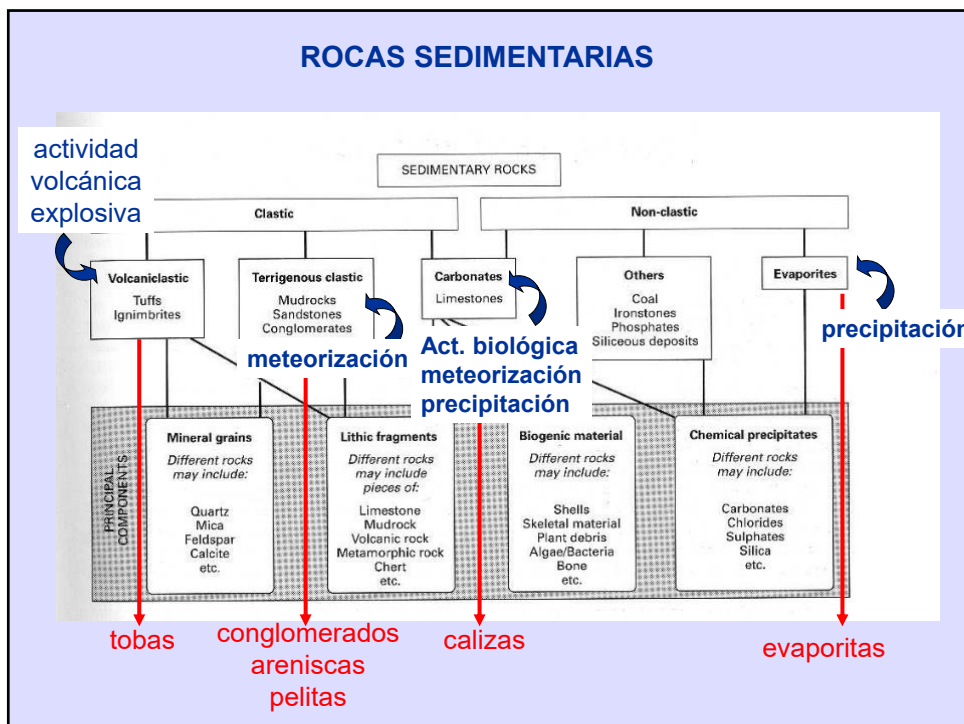 ROCAS SEDIMENTARIAS
actividad
volcánica
explosiva
SEDIMENTARY ROCKS
Clastic
Non-clastic
Volcaniclastic
Tuffs
Ignimbrites
Terrigenous clastic
Mudrocks
Sandstones
Conglomerates
Carbonates
Limestones
Others
Coal
Ironstones
Phosphates
Siliceous deposits
Evaporites
meteorización
Act. biológica
meteorización
precipitación
precipitación
PRINCIPAL
COMPONENTS
Mineral grains
Different rocks
may include:
Quartz
Mica
Feldspar
Calcite
etc.
Lithic fragments
Different rocks
may include
pieces of:
Limestone
Mudrock
Volcanic rock
Metamorphic rock
Chert
etc.
Biogenic material
Different rocks
may include:
Shells
Skeletal material
Plant debris
Algae/Bacteria
Bone
etc.
Chemical precipitates
Different rocks
may include:
Carbonates
Chlorides
Sulphates
Silica
etc.
tobas
conglomerados
areniscas
pelitas
calizas
evaporitas